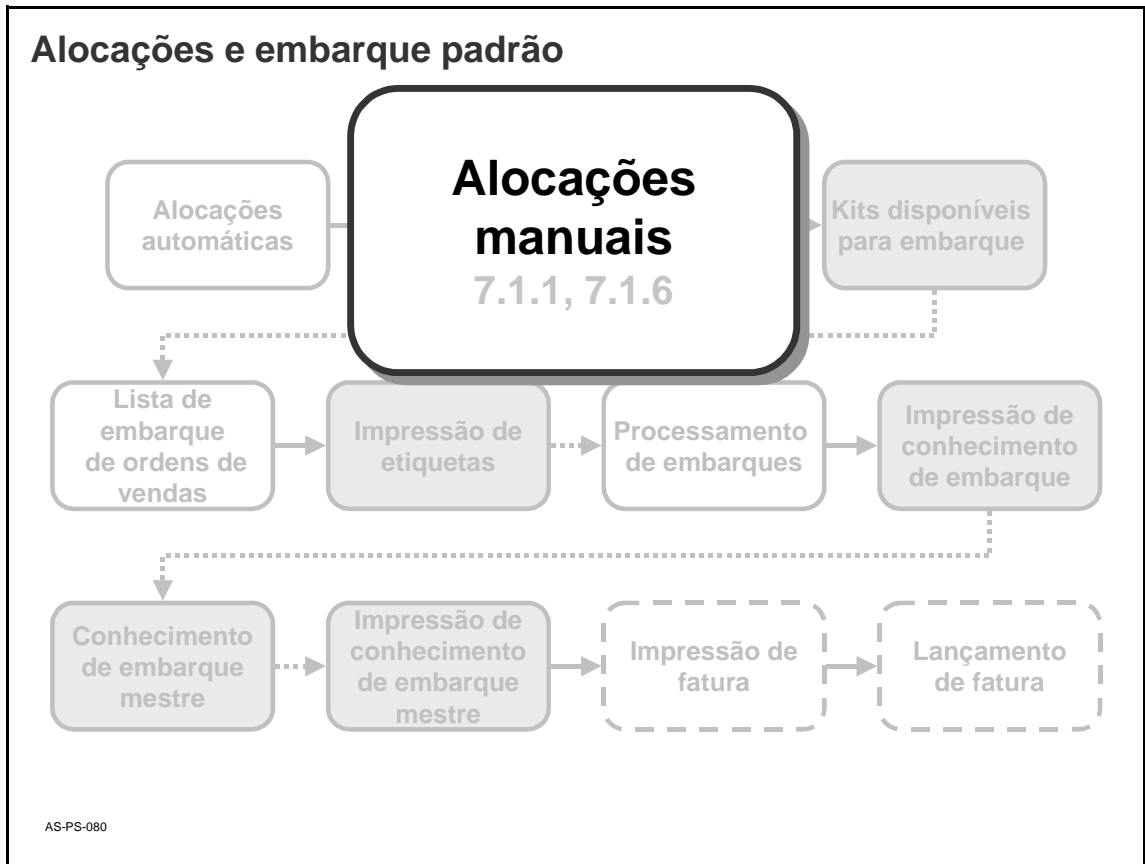 Alocações e embarque padrão
Alocações
automáticas
Alocações
manuais
7.1.1, 7.1.6
Kits disponíveis
para embarque
Lista de
embarque
de ordens de
vendas
Impressão de
etiquetas
Processamento
de embarques
Impressão de
conhecimento
de embarque
Conhecimento
de embarque
mestre
Impressão de
conhecimento
de embarque
mestre
Impressão de
fatura
Lançamento
de fatura
AS-PS-080